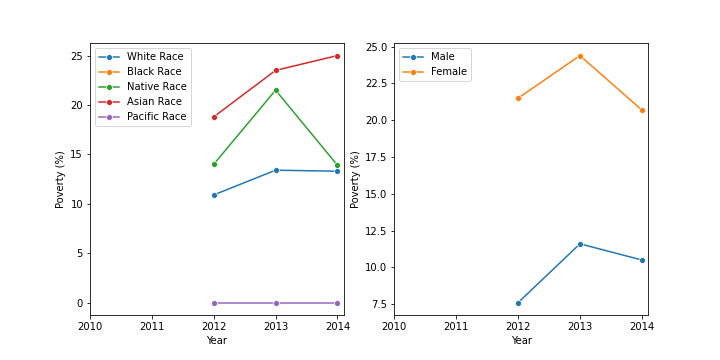 White Race
Black Race
Native Race
Asian Race
Pacific Race
25
20
15
10
5
0
Poverty (%)
2010 2011 2012 2013 2014
Year
Male
Female
25.0
22.5
20.0
17.5
15.0
12.5
10.0
7.5
Poverty (%)
2010 2011 2012 2013 2014
Year